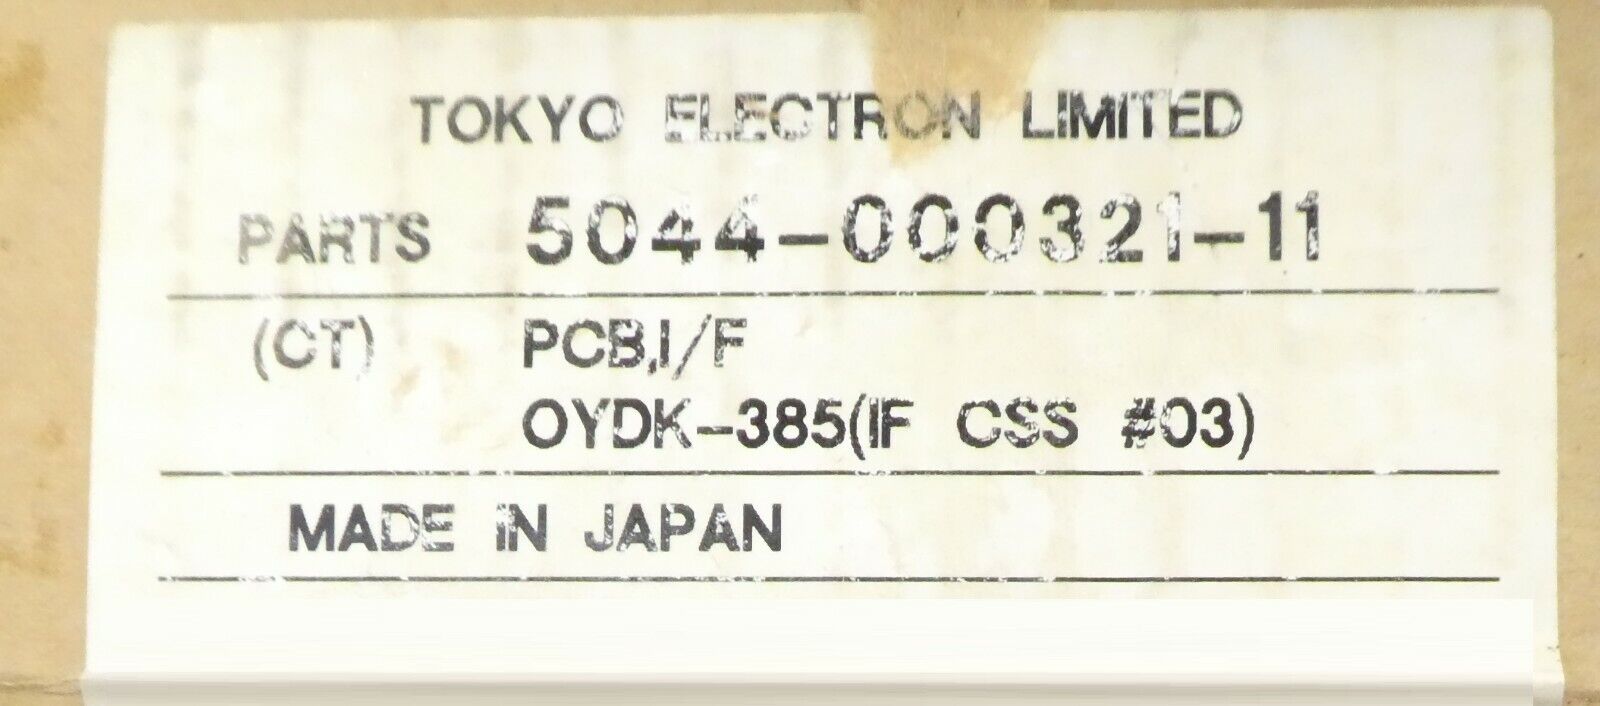 TOKYO ELECTRON LIMITED
PARTS 5044-000321-11
(CT) PCB,I/F
OYDK-385(IF CSS #03)
MADE IN JAPAN